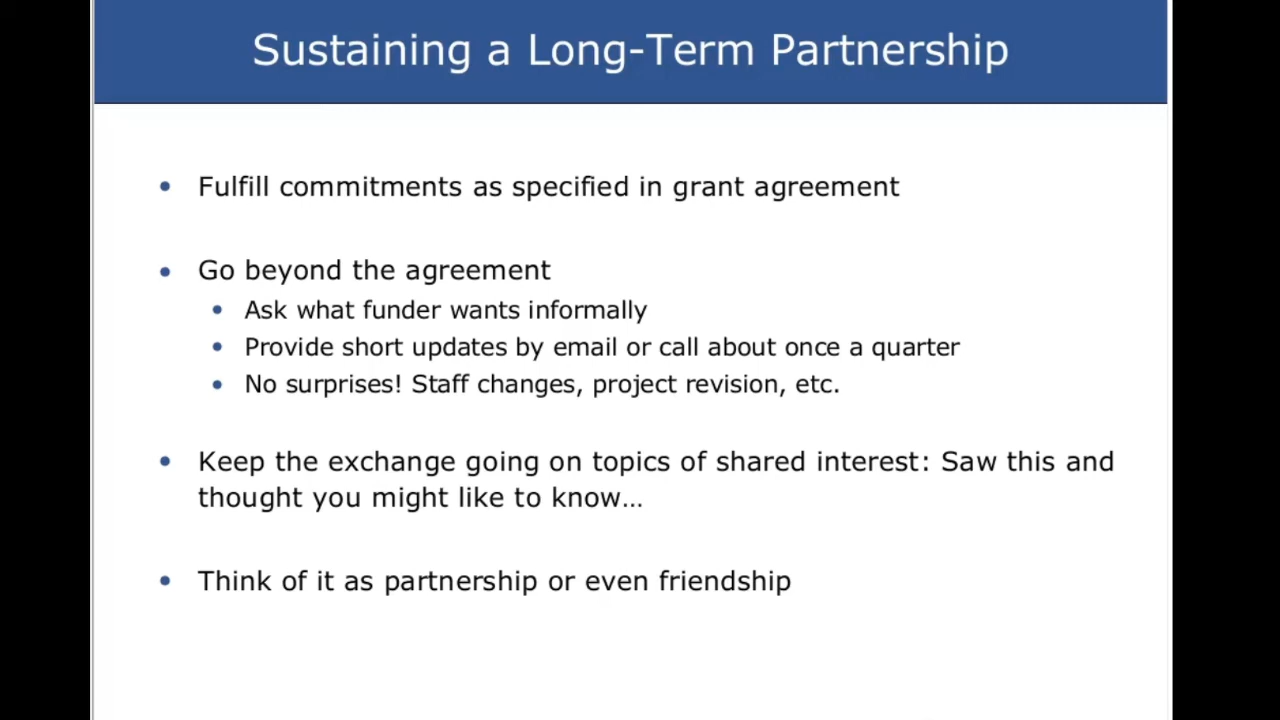 Sustaining a Long-Term Partnership
• Fulfill commitments as specified in grant agreement
• Go beyond the agreement
• Ask what funder wants informally
• Provide short updates by email or call about once a quarter
• No surprises! Staff changes, project revision, etc.
• Keep the exchange going on topics of shared interest: Saw this and
thought you might like to know…
• Think of it as partnership or even friendship